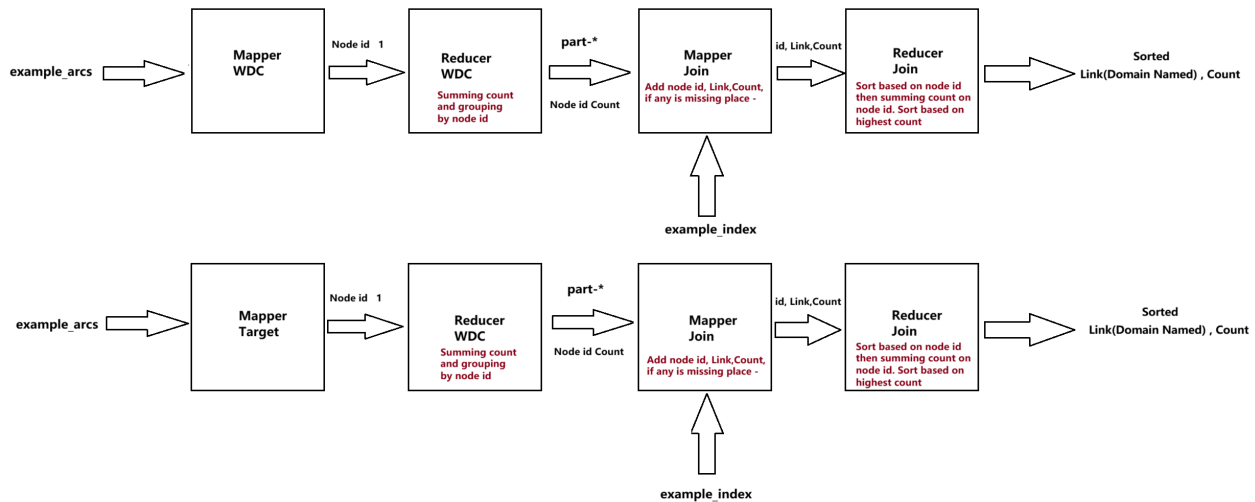 example_arcs
Mapper
WDC
Node id 1
Reducer
WDC
Summing count
and grouping
by node id
part-*
Node id Count
Mapper
Join
Add node id, Link,Count,
if any is missing place -
example_index
id, Link,Count
Reducer
Join
Sort based on node id
then summing count on
node id. Sort based on
highest count
Sorted
Link(Domain Named) , Count
example_arcs
Mapper
Target
Node id 1
Reducer
WDC
Summing count
and grouping
by node id
part-*
Node id Count
Mapper
Join
Add node id, Link,Count,
if any is missing place -
example_index
id, Link,Count
Reducer
Join
Sort based on node id
then summing count on
node id. Sort based on
highest count
Sorted
Link(Domain Named) , Count